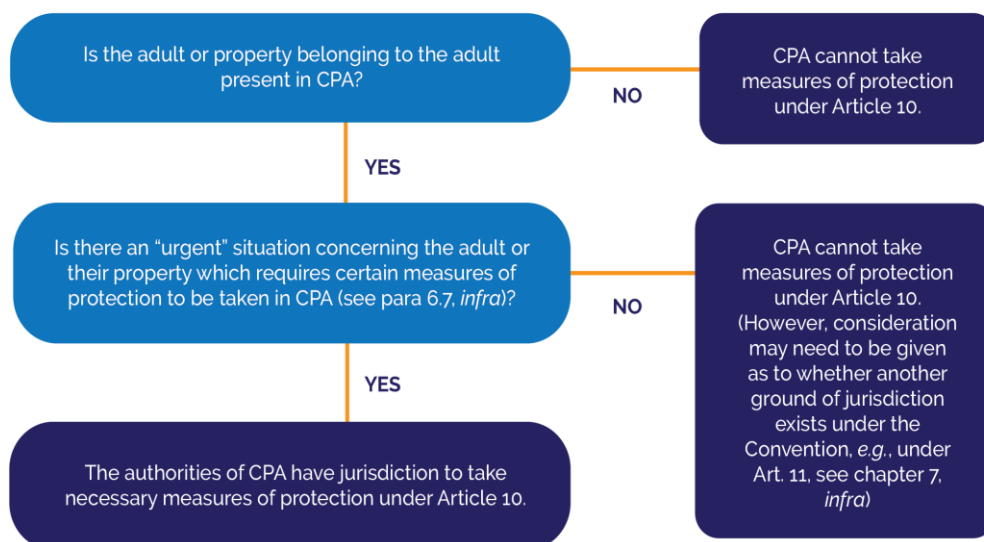 Is the adult or property belonging to the adult
present in CPA?
NO
CPA cannot take
measures of protection
under Article 10.
YES
Is there an “urgent” situation concerning the adult or
their property which requires certain measures of
protection to be taken in CPA (see para 6.7, infra)?
NO
CPA cannot take
measures of protection
under Article 10.
(However, consideration
may need to be given
as to whether another
ground of jurisdiction
exists under the
Convention, e.g., under
Art. 11, see chapter 7,
infra)
YES
The authorities of CPA have jurisdiction to take
necessary measures of protection under Article 10.